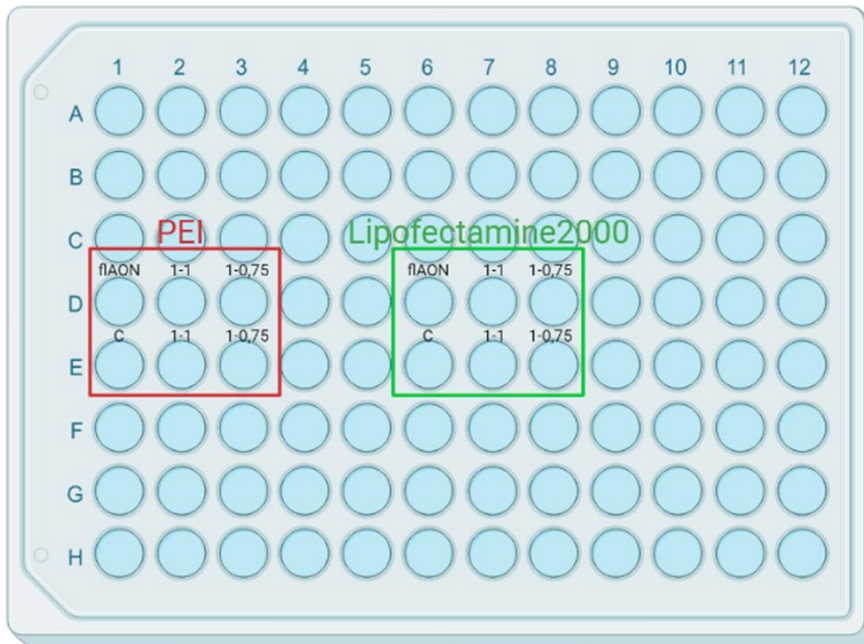 1 2 3 4 5 6 7 8 9 10 11 12
A
B
C PEI Lipofectamine2000
flAON 1-1 1-0,75 flAON 1-1 1-0,75
D
C 1-1 1-0,75 C 1-1 1-0,75
E
F
G
H